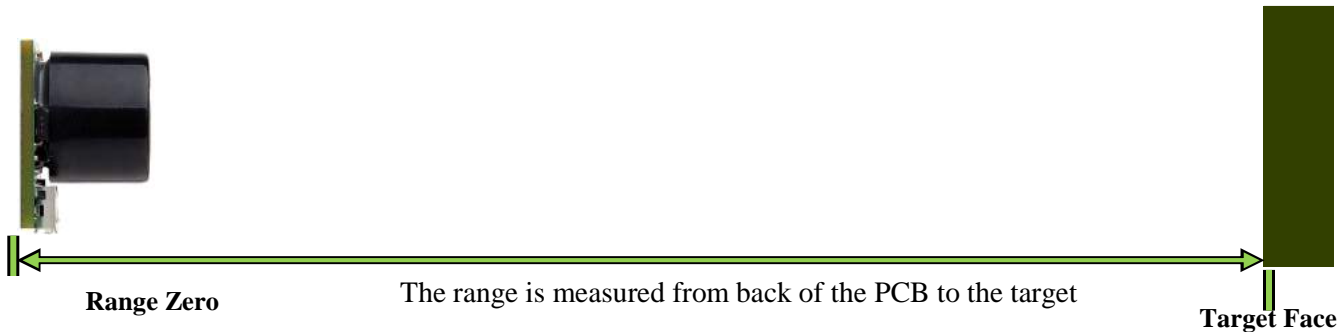 Range Zero
The range is measured from back of the PCB to the target
Target Face